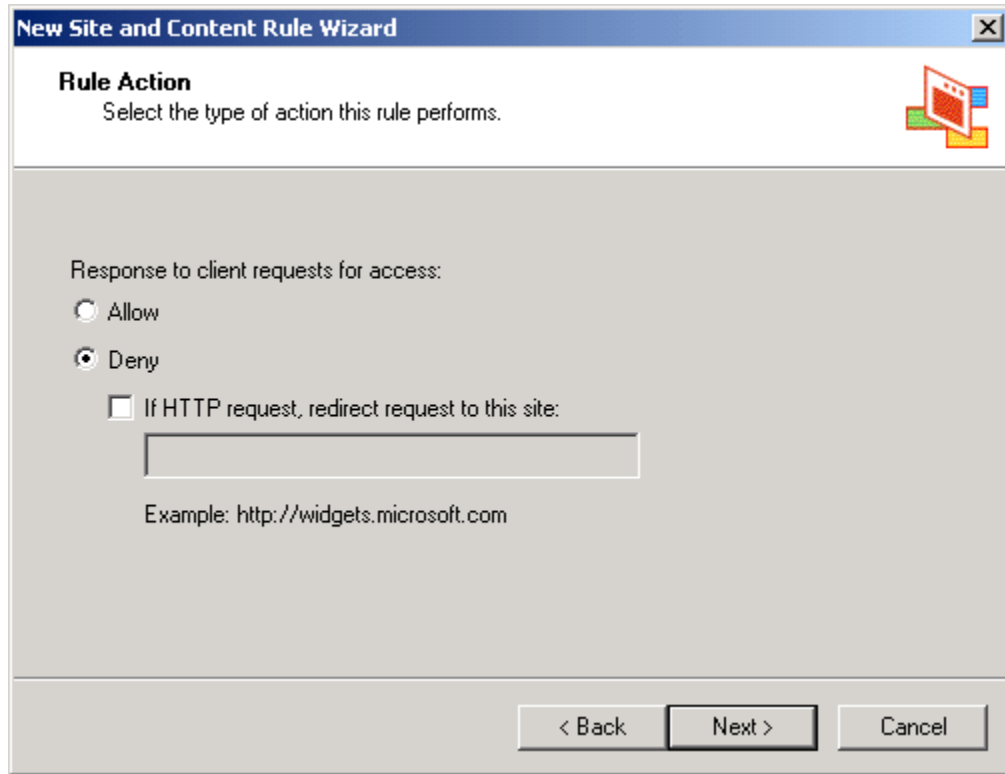 New Site and Content Rule Wizard
Rule Action
Select the type of action this rule performs.
Response to client requests for access:
Allow
Deny
If HTTP request, redirect request to this site:
Example: http://widgets.microsoft.com
< Back Next > Cancel